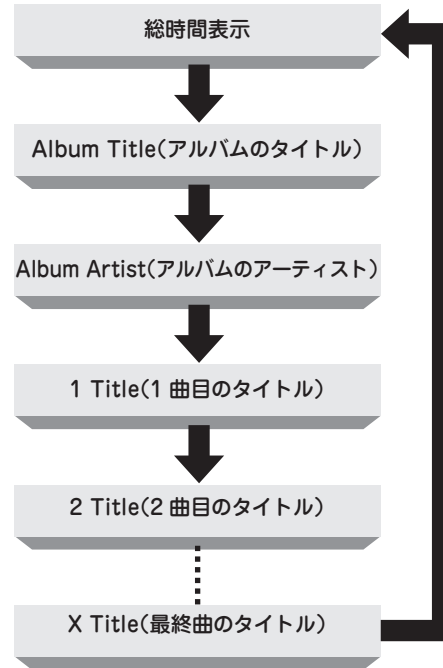 総時間表示
Album Title(アルバムのタイトル)
Album Artist(アルバムのアーティスト)
1 Title(1 曲目のタイトル)
2 Title(2 曲目のタイトル)
X Title(最終曲のタイトル)